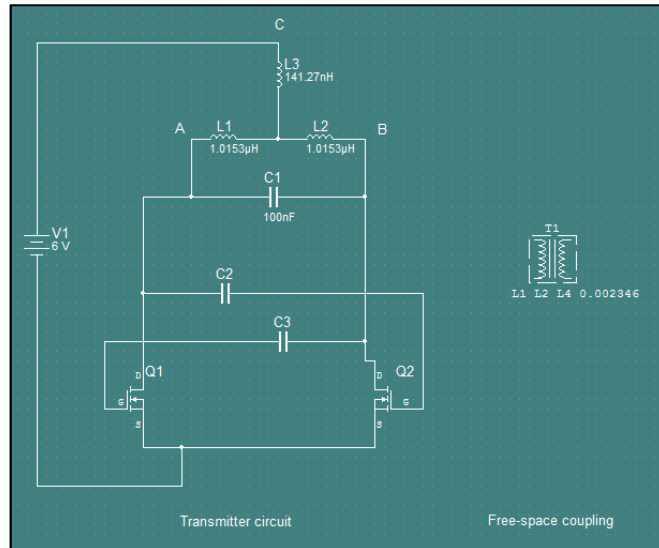 C
L3
141.27nH
A
L1
L2
B
1.0153µH
1.0153µH
C1
100nF
V1
6 V
T1
L1 L2 L4 0.002346
C2
C3
D
Q1
G
S
D
Q2
G
S
Transmitter circuit
Free-space coupling